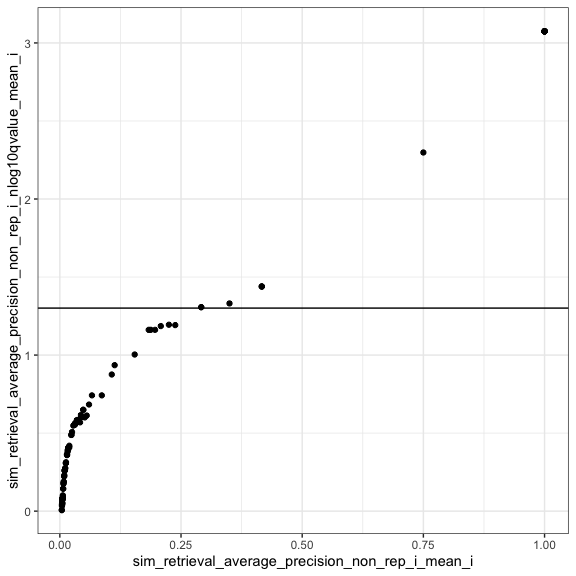 sim_retrieval_average_precision_non_rep_i_nlog10qvalue_mean_i
3
2
1
0
0.00 0.25 0.50 0.75 1.00
sim_retrieval_average_precision_non_rep_i_mean_i